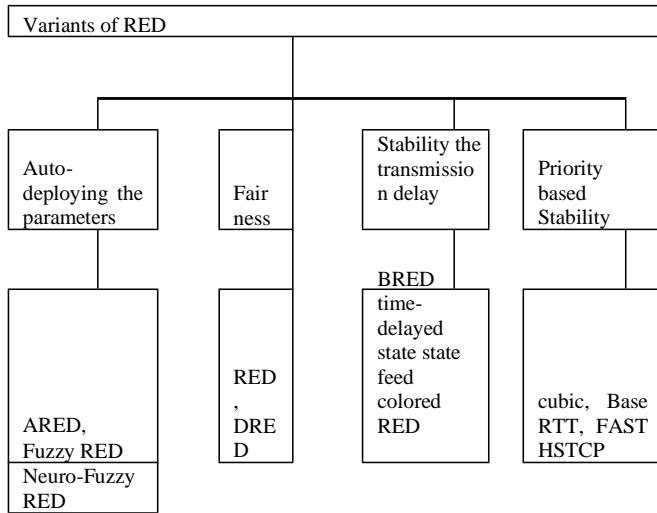 Variants of RED
Auto-
deploying the
parameters
Fair
ness
Stability the
transmissio
n delay
Priority
based
Stability
ARED,
Fuzzy RED
Neuro-Fuzzy
RED
RED
, DRE
D
BRED
time-
delayed
state state
feed
colored
RED
cubic, Base
RTT, FAST
HSTCP